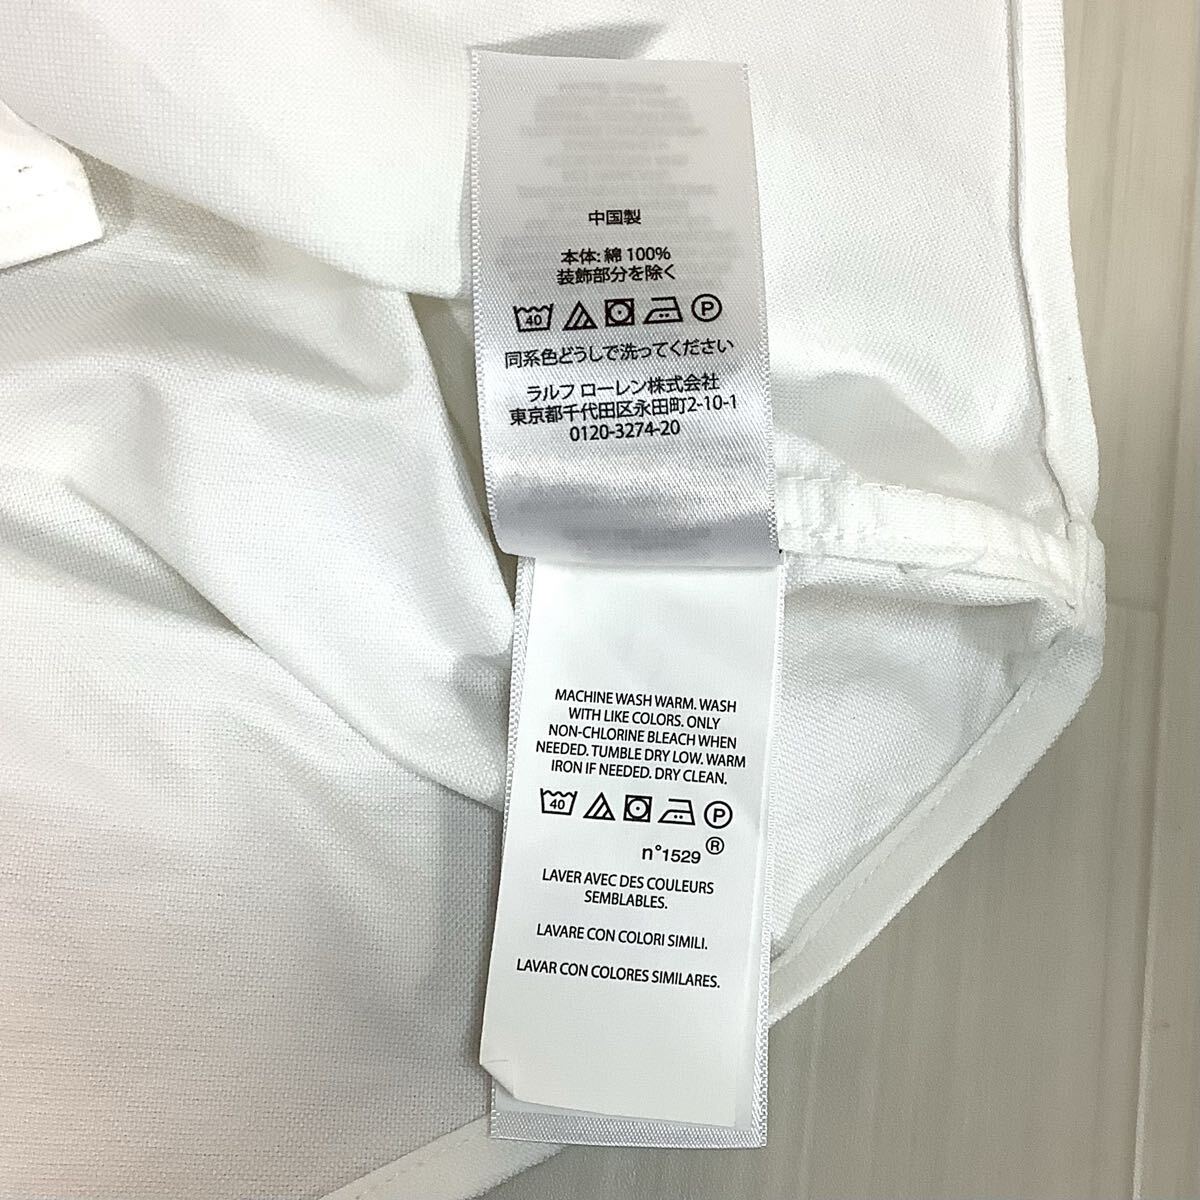 中国製
本体: 綿 100%
装飾部分を除く
40 P
同系色どうしで洗ってください
ラルフ ローレン株式会社
東京都千代田区永田町2-10-1
0120-3274-20
MACHINE WASH WARM. WASH
WITH LIKE COLORS. ONLY
NON-CHLORINE BLEACH WHEN
NEEDED. TUMBLE DRY LOW. WARM
IRON IF NEEDED. DRY CLEAN.
40 P
n°1529 ®
LAVER AVEC DES COULEURS
SEMBLABLES.
LAVARE CON COLORI SIMILI.
LAVAR CON COLORES SIMILARES.